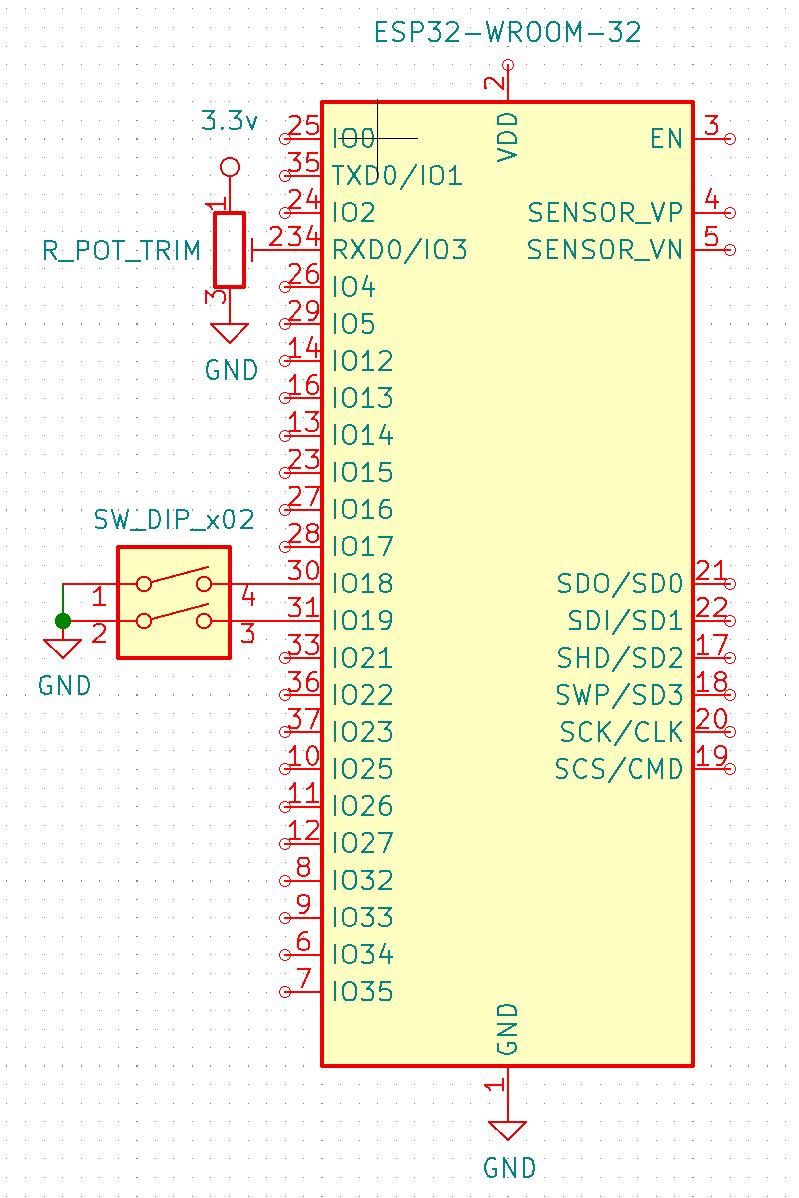 ESP32-WROOM-32
2
VDD
3.3v
1
R_POT_TRIM
2
3
GND
25 IO0
35 TXD0/IO1
24 IO2
34 RXD0/IO3
26 IO4
29 IO5
14 IO12
16 IO13
13 IO14
23 IO15
27 IO16
28 IO17
30 IO18
31 IO19
33 IO21
36 IO22
37 IO23
10 IO25
11 IO26
12 IO27
8 IO32
9 IO33
6 IO34
7 IO35
SW_DIP_x02
1 4
2 3
GND
EN 3
SENSOR_VP 4
SENSOR_VN 5
SDO/SD0 21
SDI/SD1 22
SHD/SD2 17
SWP/SD3 18
SCK/CLK 20
SCS/CMD 19
GND
1
GND